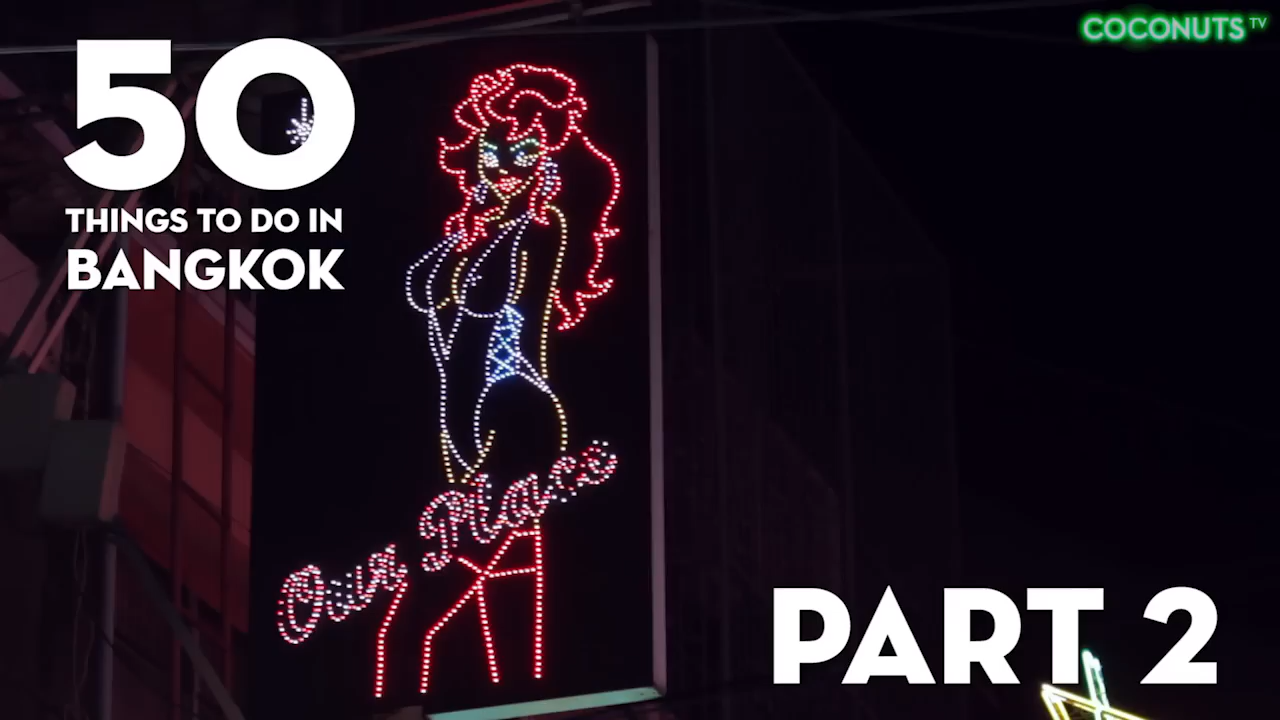 COCONUTS TV
50
THINGS TO DO IN
BANGKOK
Our Place
PART 2